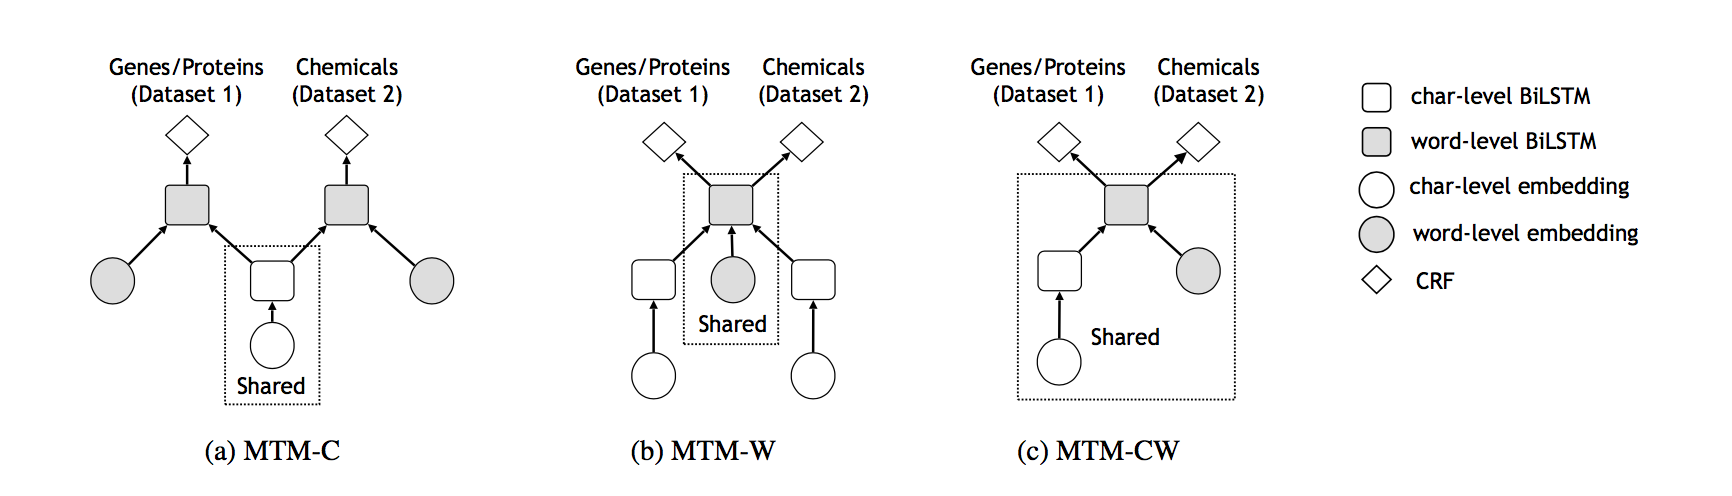 Genes/Proteins
(Dataset 1)
Chemicals
(Dataset 2)
Shared
(a) MTM-C
Genes/Proteins
(Dataset 1)
Chemicals
(Dataset 2)
Shared
(b) MTM-W
Genes/Proteins
(Dataset 1)
Chemicals
(Dataset 2)
Shared
(c) MTM-CW
char-level BiLSTM
word-level BiLSTM
char-level embedding
word-level embedding
CRF